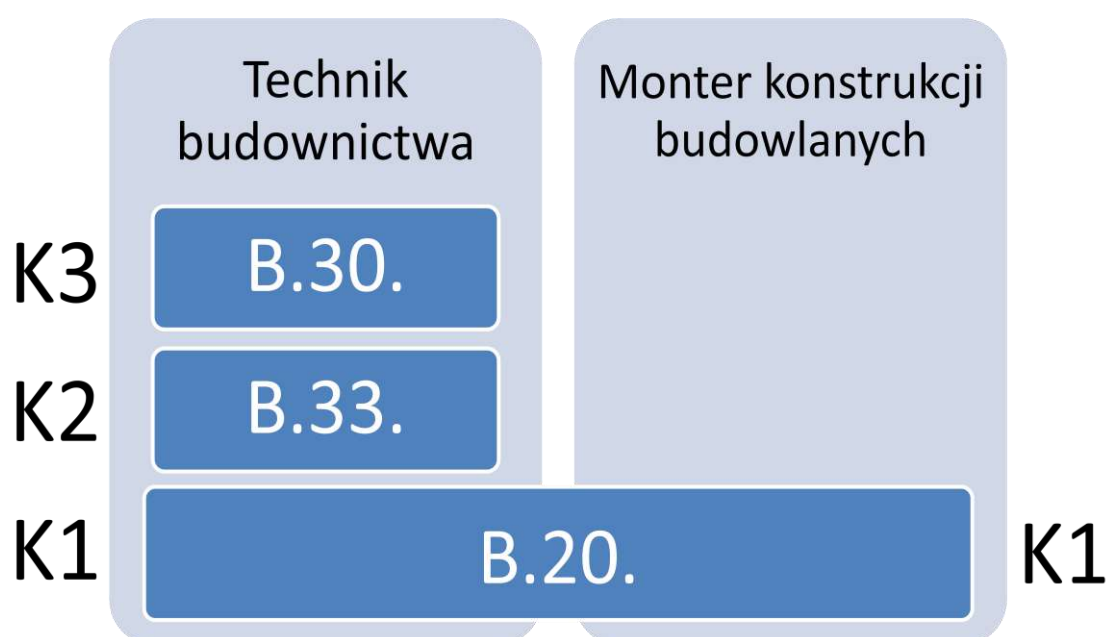 Technik
budownictwa
Monter konstrukcji
budowlanych
K3
B.30.
K2
B.33.
K1
B.20.
K1